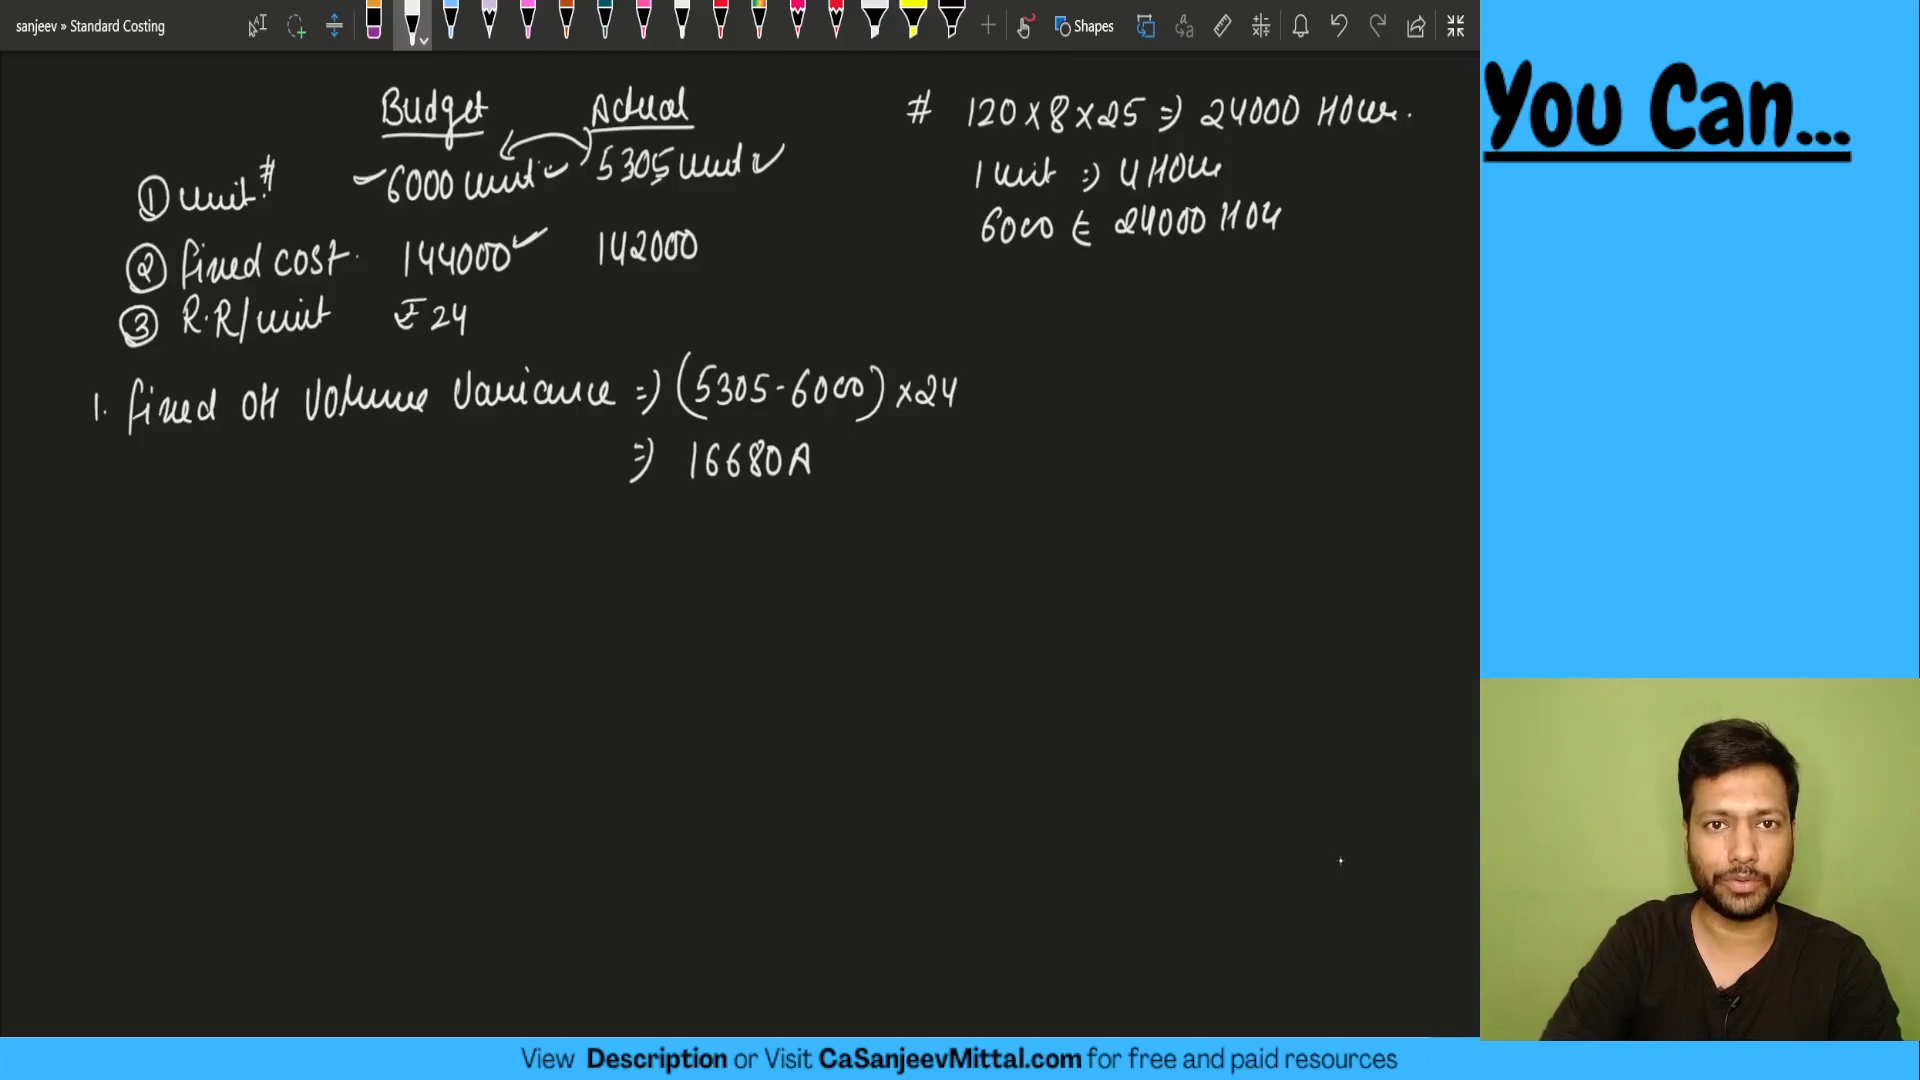 sanjeev » Standard Costing
Shapes
You Can...
Budget Actual
① unit# 6000 unit 5305 unit
② fixed cost. 144000 142000
③ R.R/unit ₹24
# 120×8×25 ⇒ 24000 Hour.
1 unit ⇒ 4 Hour
6000 ⇐ 24000 Hou
1. fixed OH Volume Variance ⇒ (5305-6000)×24
⇒ 16680A
View Description or Visit CaSanjeevMittal.com for free and paid resources